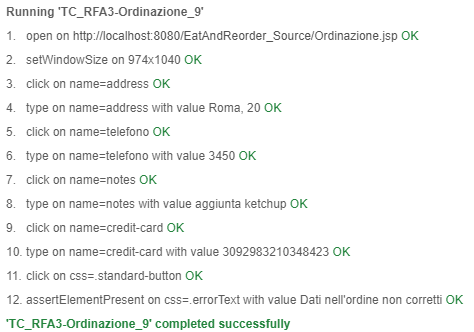 Running 'TC_RFA3-Ordinazione_9'
1. open on http://localhost:8080/EatAndReorder_Source/Ordinazione.jsp OK
2. setWindowSize on 974x1040 OK
3. click on name=address OK
4. type on name=address with value Roma, 20 OK
5. click on name=telefono OK
6. type on name=telefono with value 3450 OK
7. click on name=notes OK
8. type on name=notes with value aggiunta ketchup OK
9. click on name=credit-card OK
10. type on name=credit-card with value 3092983210348423 OK
11. click on css=.standard-button OK
12. assertElementPresent on css=.errorText with value Dati nell'ordine non corretti OK
'TC_RFA3-Ordinazione_9' completed successfully